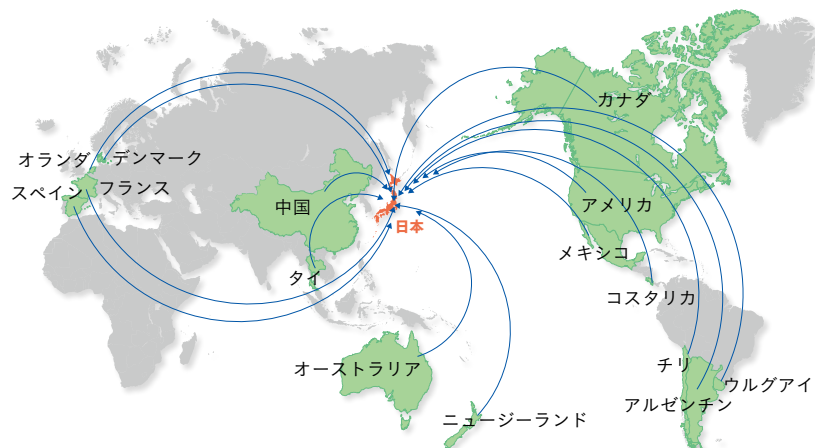 カナダ
オランダ
デンマーク
スペイン
フランス
中国
アメリカ
日本
メキシコ
タイ
コスタリカ
チリ
オーストラリア
ウルグアイ
アルゼンチン
ニュージーランド